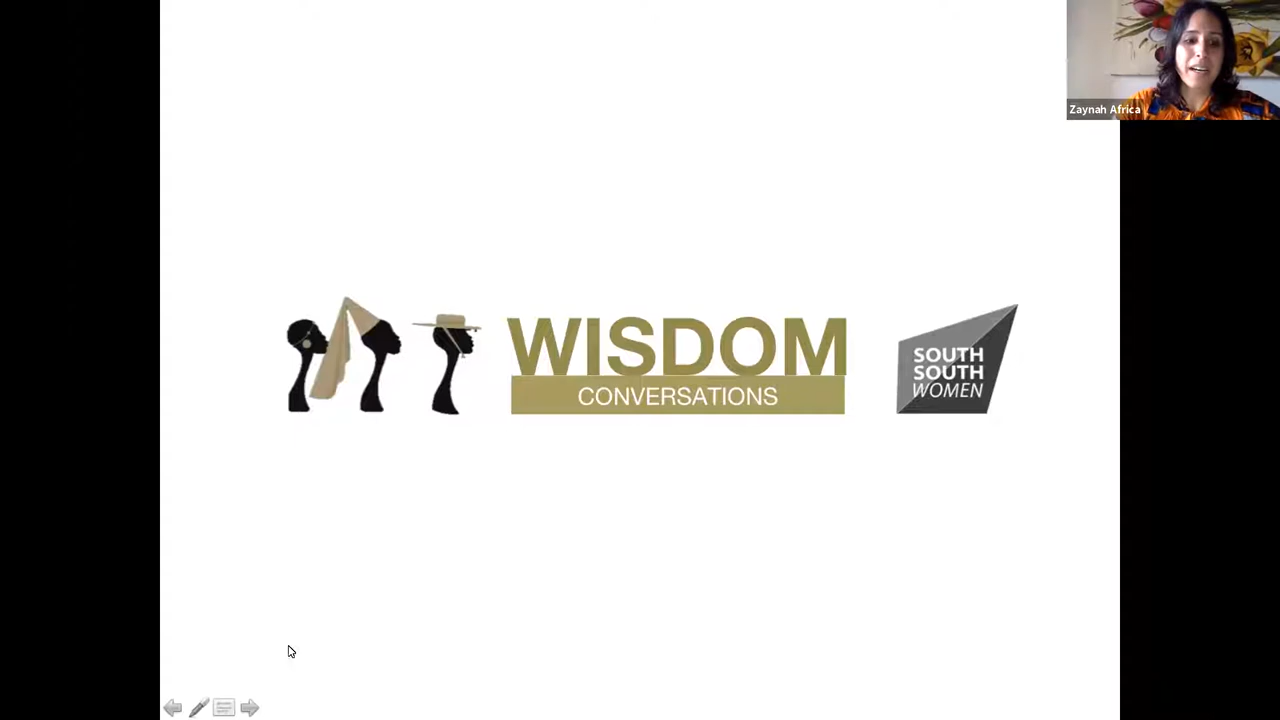 Zaynah Africa
WISDOM
CONVERSATIONS
SOUTH
SOUTH
WOMEN